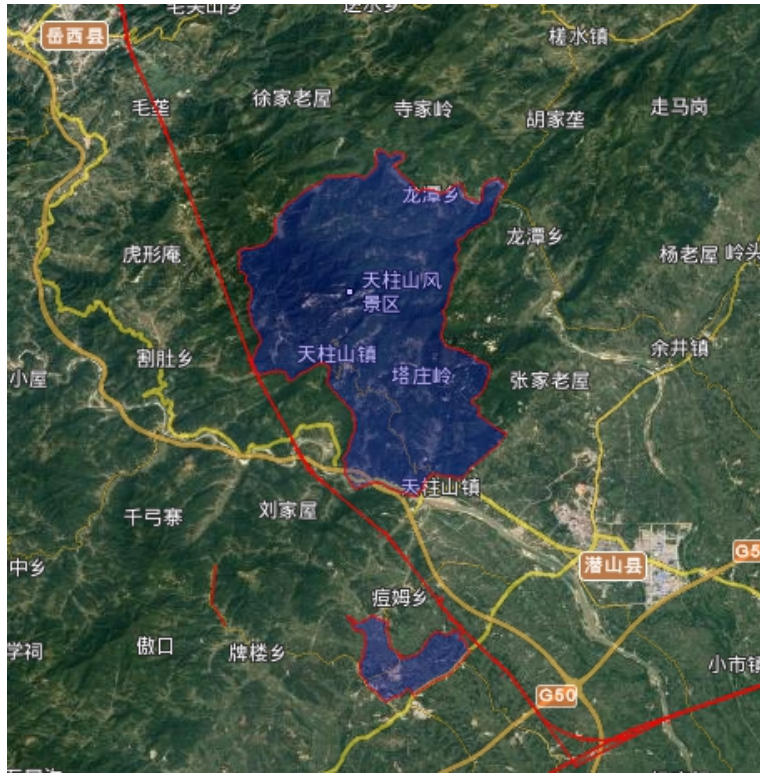 岳西县
槎水镇
毛垄
徐家老屋
寺家岭
胡家垄
走马岗
龙潭乡
虎形庵
龙潭乡
杨老屋
岭头
天柱山风
景区
割肚乡
天柱山镇
塔庄岭
余井镇
小屋
张家老屋
天柱山镇
千弓寨
刘家屋
中乡
潜山县
G5
痘姆乡
学祠
傲口
牌楼乡
小市镇
G50